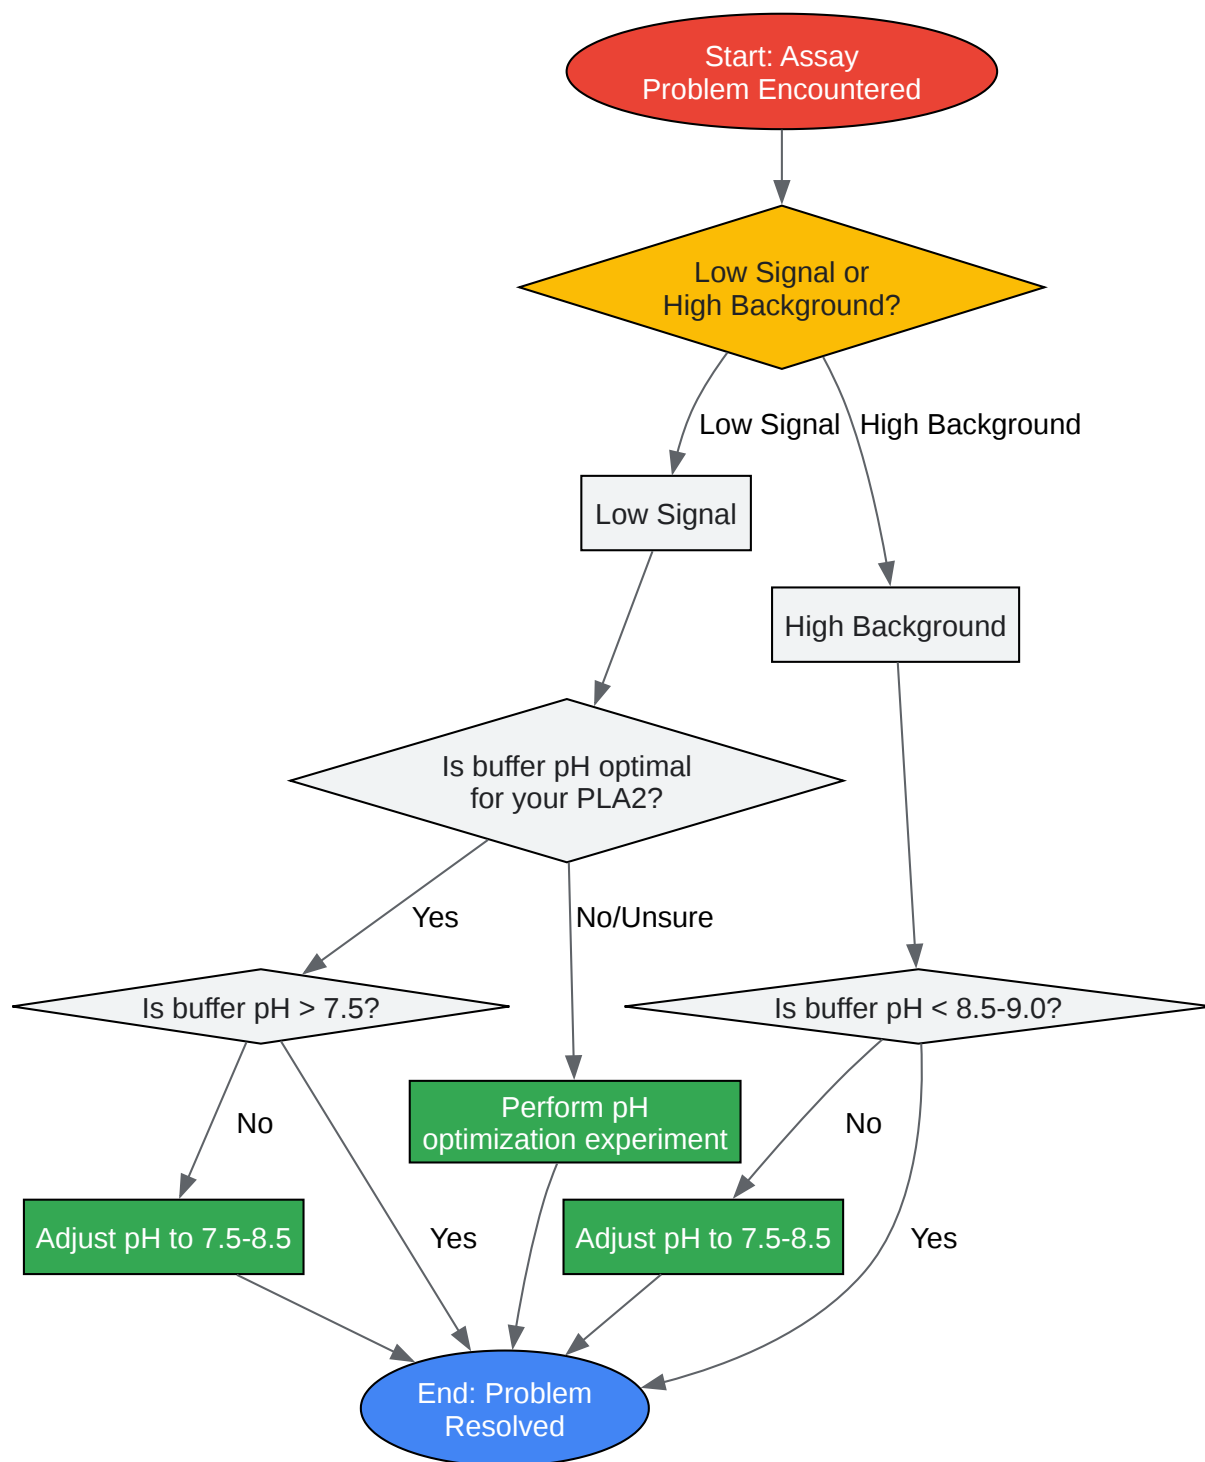 Start: Assay
Problem Encountered
Low Signal or
High Background?
Low Signal
High Background
Low Signal
High Background
Is buffer pH optimal
for your PLA2?
Yes
No/Unsure
Is buffer pH > 7.5?
Is buffer pH < 8.5-9.0?
Perform pH
optimization experiment
No
No
Adjust pH to 7.5-8.5
Yes
Adjust pH to 7.5-8.5
Yes
End: Problem
Resolved